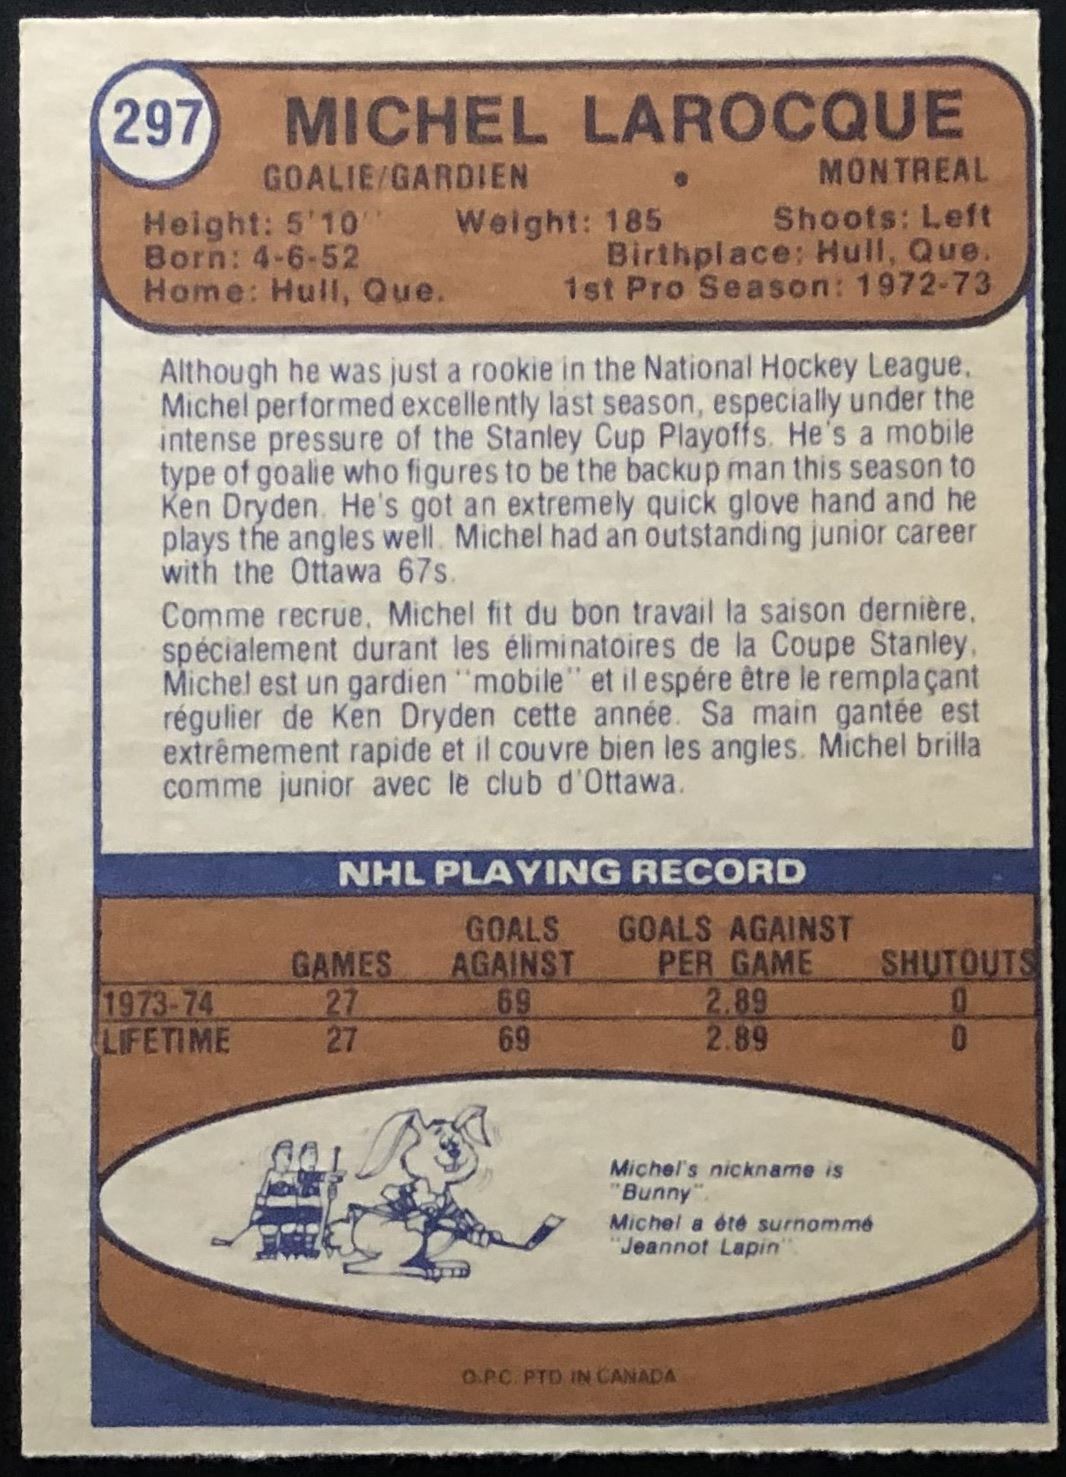 297
MICHEL LAROCQUE
GOALIE/GARDIEN • MONTREAL
Height: 5'10'' Weight: 185 Shoots: Left
Born: 4-6-52 Birthplace: Hull, Que.
Home: Hull, Que. 1st Pro Season: 1972-73
Although he was just a rookie in the National Hockey League,
Michel performed excellently last season, especially under the
intense pressure of the Stanley Cup Playoffs. He's a mobile
type of goalie who figures to be the backup man this season to
Ken Dryden. He's got an extremely quick glove hand and he
plays the angles well. Michel had an outstanding junior career
with the Ottawa 67s.
Comme recrue, Michel fit du bon travail la saison dernière,
spécialement durant les éliminatoires de la Coupe Stanley.
Michel est un gardien "mobile" et il espére être le remplaçant
régulier de Ken Dryden cette année. Sa main gantée est
extrêmement rapide et il couvre bien les angles. Michel brilla
comme junior avec le club d'Ottawa.
NHL PLAYING RECORD
GOALS GOALS AGAINST
GAMES AGAINST PER GAME SHUTOUTS
1973-74 27 69 2.89 0
LIFETIME 27 69 2.89 0
Michel's nickname is
"Bunny".
Michel a été surnommé
"Jeannot Lapin"
O.P.C. PTD. IN CANADA